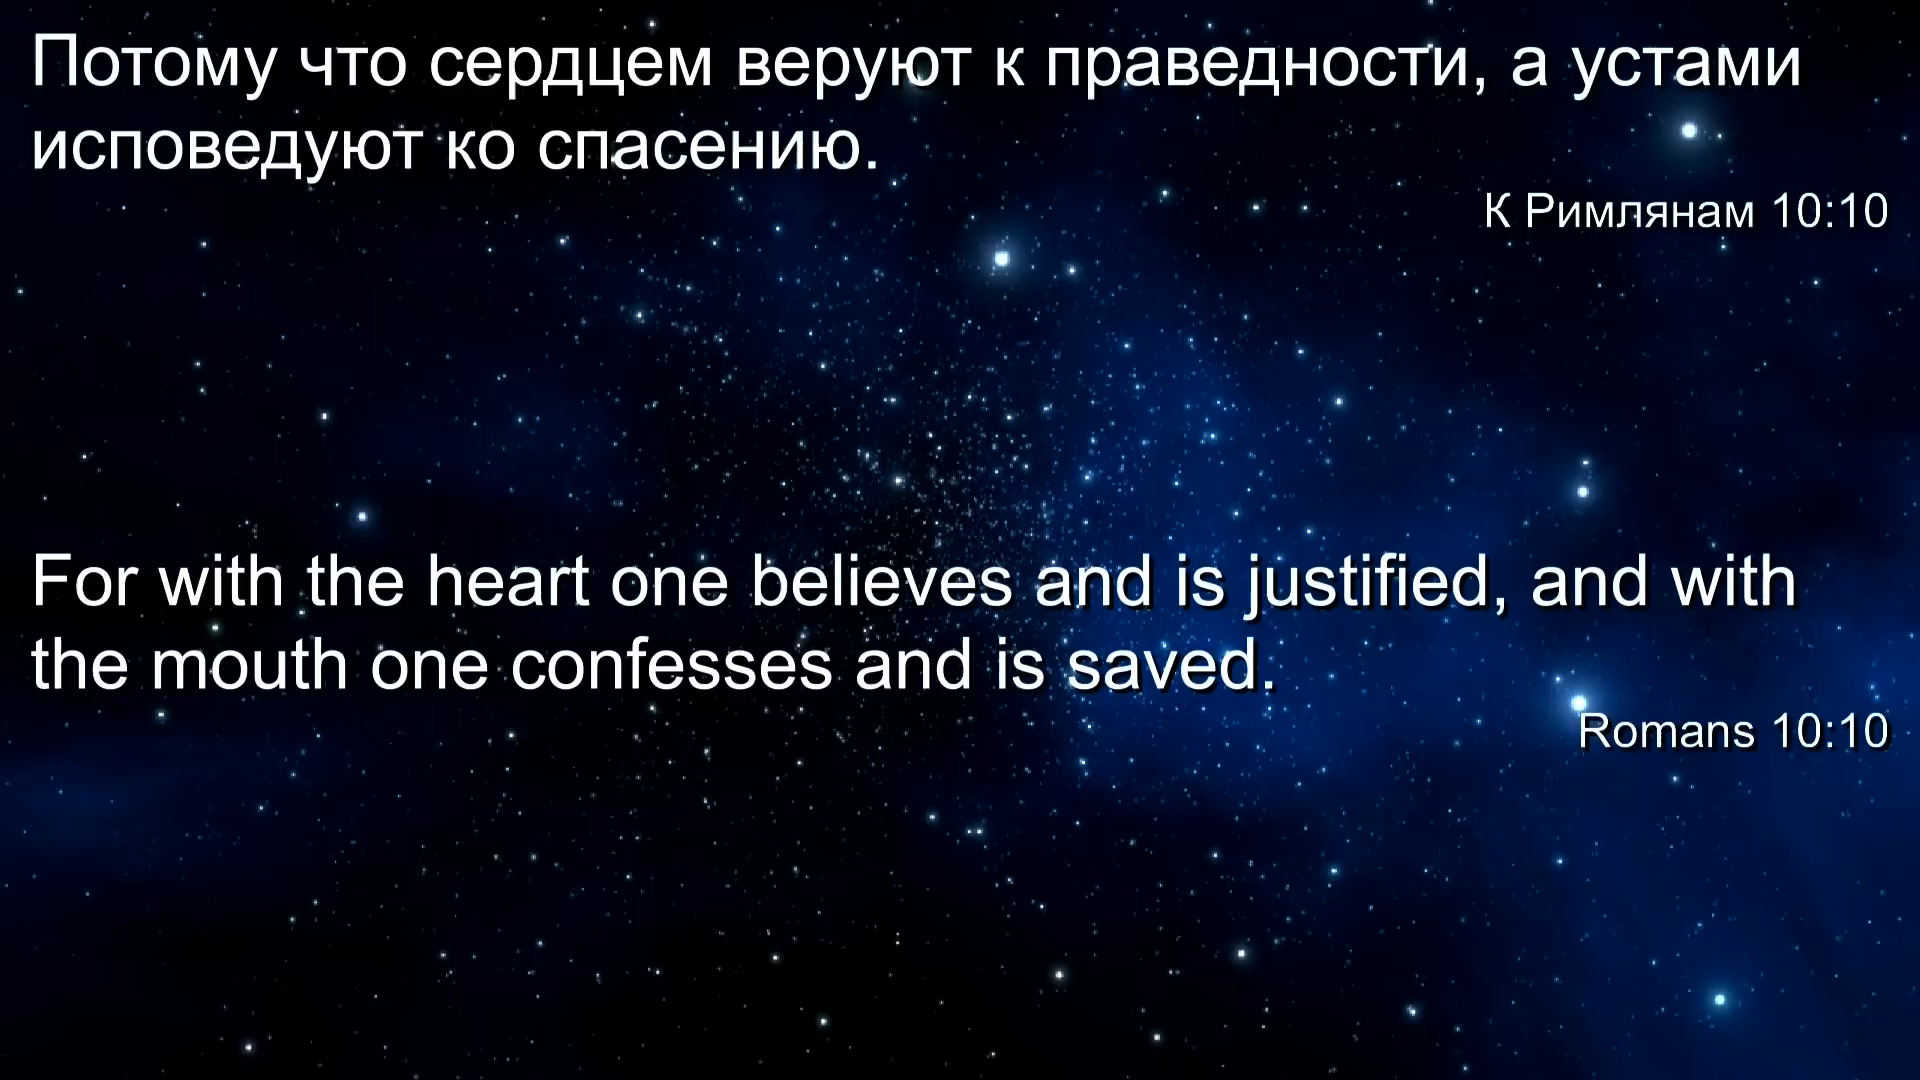 Потому что сердцем веруют к праведности, а устами
исповедуют ко спасению.
К Римлянам 10:10
For with the heart one believes and is justified, and with
the mouth one confesses and is saved.
Romans 10:10